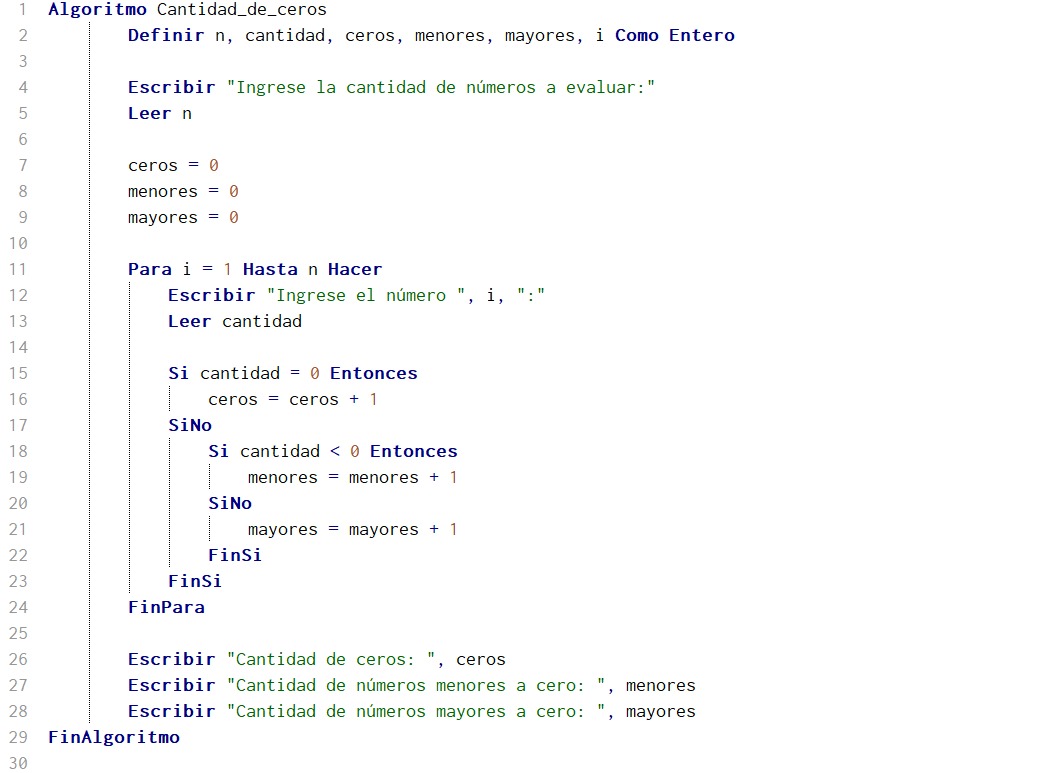 1 Algoritmo Cantidad_de_ceros
2 Definir n, cantidad, ceros, menores, mayores, i Como Entero
3
4 Escribir "Ingrese la cantidad de números a evaluar:"
5 Leer n
6
7 ceros = 0
8 menores = 0
9 mayores = 0
10
11 Para i = 1 Hasta n Hacer
12 Escribir "Ingrese el número ", i, ":"
13 Leer cantidad
14
15 Si cantidad = 0 Entonces
16 ceros = ceros + 1
17 SiNo
18 Si cantidad < 0 Entonces
19 menores = menores + 1
20 SiNo
21 mayores = mayores + 1
22 FinSi
23 FinSi
24 FinPara
25
26 Escribir "Cantidad de ceros: ", ceros
27 Escribir "Cantidad de números menores a cero: ", menores
28 Escribir "Cantidad de números mayores a cero: ", mayores
29 FinAlgoritmo
30